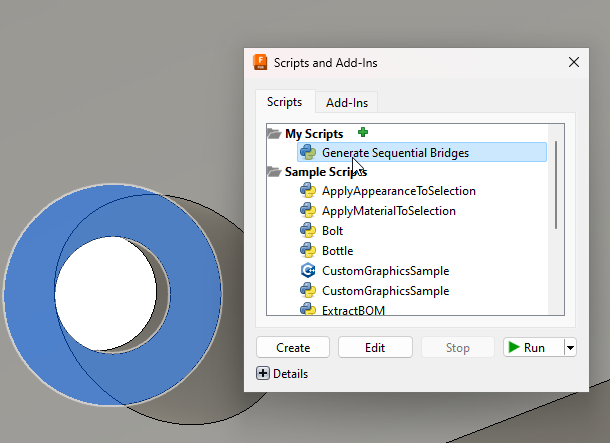 Scripts and Add-Ins
Scripts
Add-Ins
My Scripts
Generate Sequential Bridges
Sample Scripts
ApplyAppearanceToSelection
ApplyMaterialToSelection
Bolt
Bottle
CustomGraphicsSample
CustomGraphicsSample
ExtractBOM
Create
Edit
Stop
Run
Details